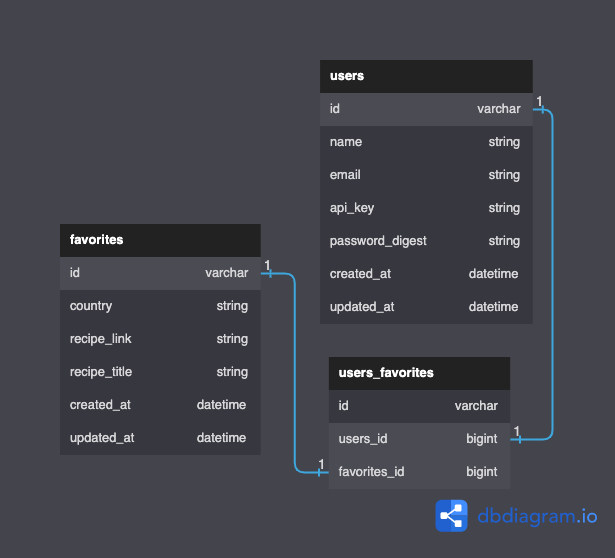 users
id varchar
name string
email string
api_key string
password_digest string
created_at datetime
updated_at datetime
1
favorites
id varchar
country string
recipe_link string
recipe_title string
created_at datetime
updated_at datetime
1
users_favorites
id varchar
users_id bigint
favorites_id bigint
1
1
dbdiagram.io